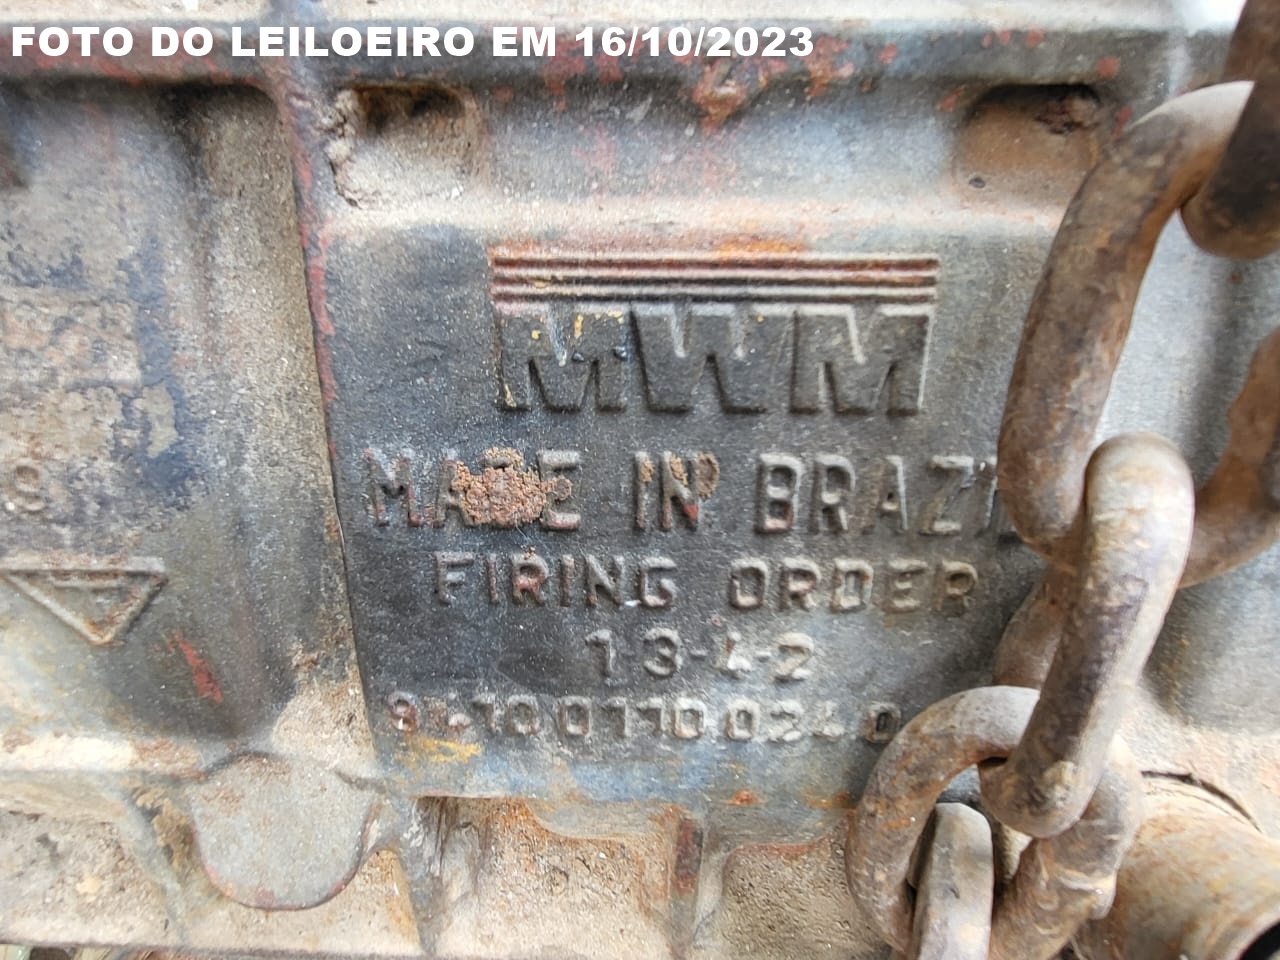 FOTO DO LEILOEIRO EM 16/10/2023
MWM
MADE IN BRAZIL
FIRING ORDER
1-3-4-2